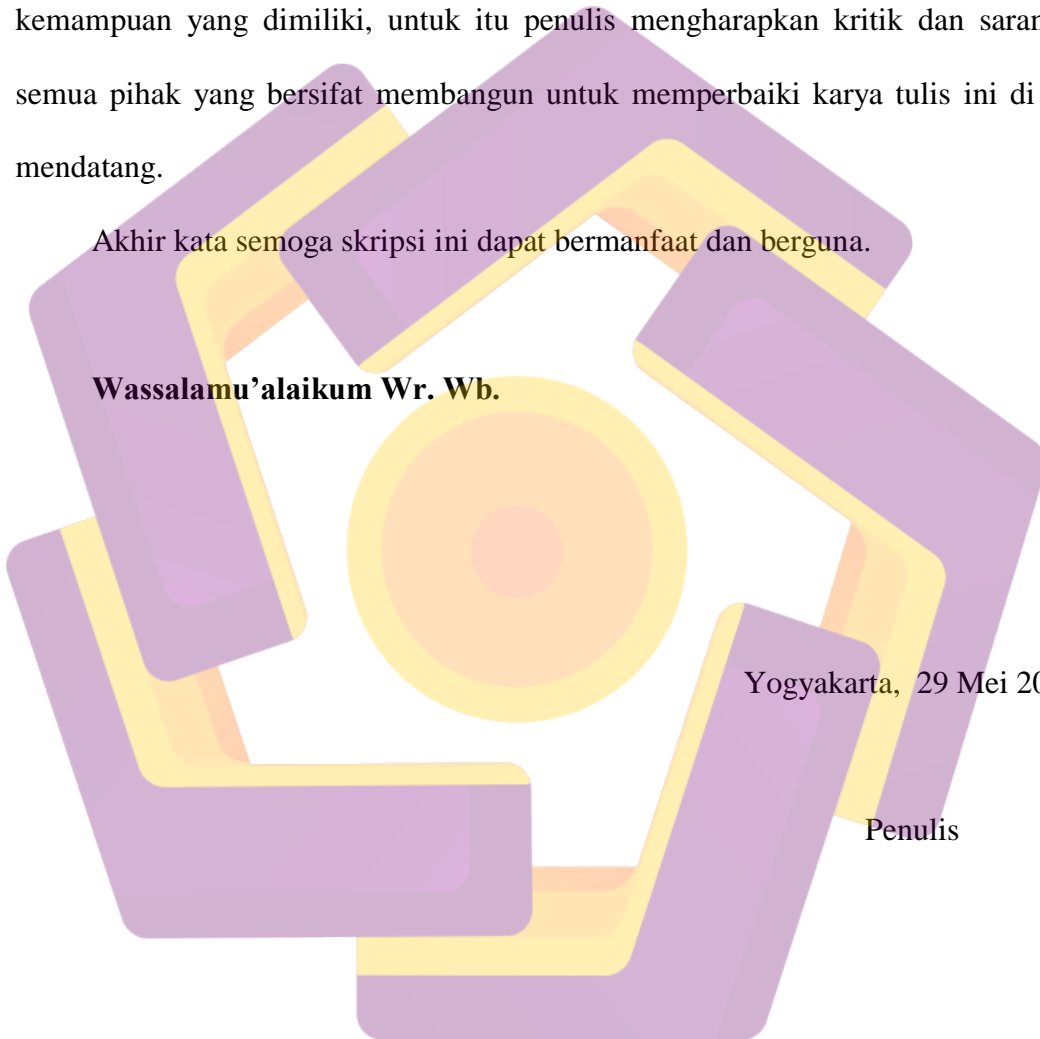 kemampuan yang dimiliki, untuk itu penulis mengharapkan kritik dan saran
semua pihak yang bersifat membangun untuk memperbaiki karya tulis ini di
mendatang.
Akhir kata semoga skripsi ini dapat bermanfaat dan berguna.
Wassalamu’alaikum Wr. Wb.
Yogyakarta, 29 Mei 20
Penulis